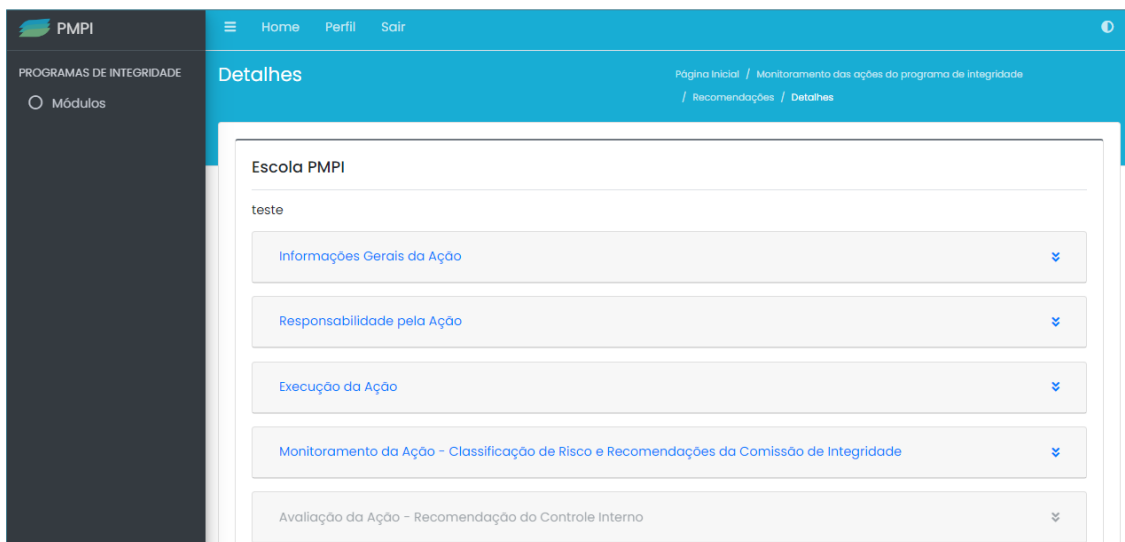 PMPI
Home Perfil Sair
PROGRAMAS DE INTEGRIDADE
Módulos
Detalhes
Página Inicial / Monitoramento das ações do programa de integridade
/ Recomendações / Detalhes
Escola PMPI
teste
Informações Gerais da Ação
Responsabilidade pela Ação
Execução da Ação
Monitoramento da Ação - Classificação de Risco e Recomendações da Comissão de Integridade
Avaliação da Ação - Recomendação do Controle Interno